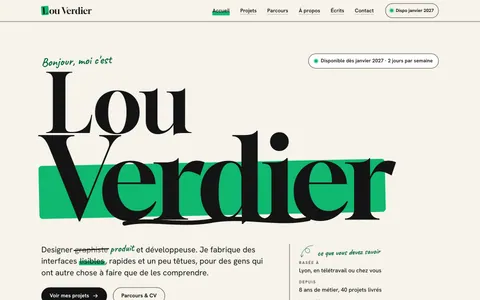 Lou Verdier
Accueil Projets Parcours À propos Écrits Contact
Dispo janvier 2027
Bonjour, moi c'est
Disponible dès janvier 2027 · 2 jours par semaine
Lou
Verdier
Designer graphiste produit et développeuse. Je fabrique des
interfaces lisibles, rapides et un peu têtues, pour des gens qui
ont autre chose à faire que de les comprendre.
ce que vous devez savoir
BASÉE À
Lyon, en télétravail ou chez vous
DEPUIS
8 ans de métier, 40 projets livrés
Voir mes projets →
Parcours & CV